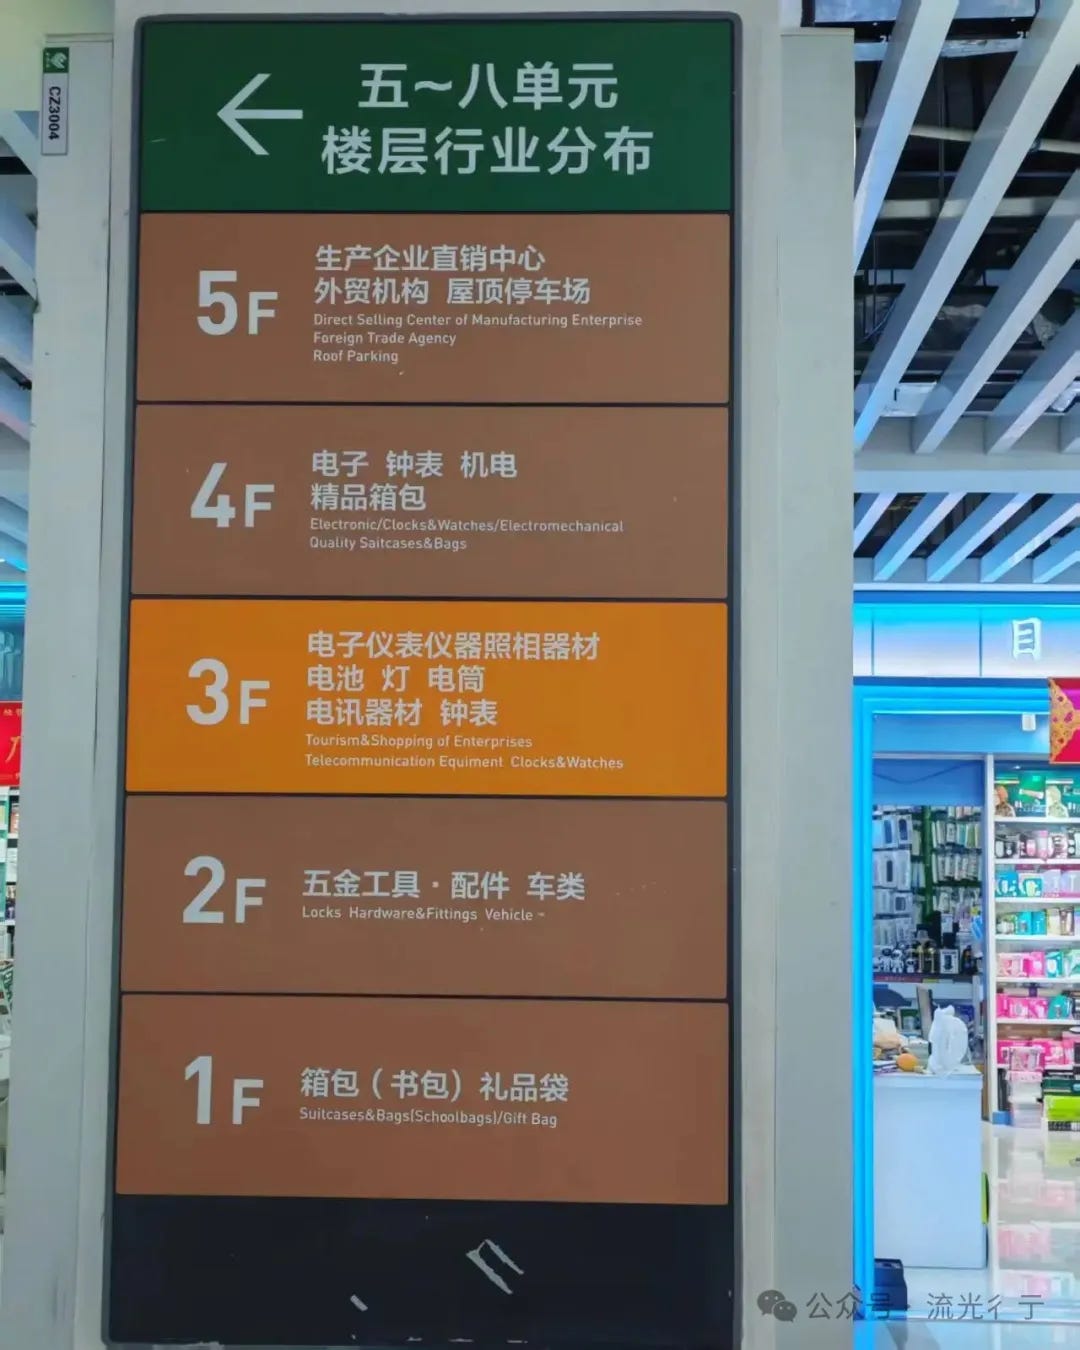 CZ3004
五~八单元
楼层行业分布
5F
生产企业直销中心
外贸机构 屋顶停车场
Direct Selling Center of Manufacturing Enterprise
Foreign Trade Agency
Roof Parking
4F
电子 钟表 机电
精品箱包
Electronic/Clocks&Watches/Electromechanical
Quality Saitcases&Bags
3F
电子仪表仪器照相器材
电池 灯 电筒
电讯器材 钟表
Tourism&Shopping of Enterprises
Telecommunication Equiment Clocks&Watches
2F
五金工具·配件 车类
Locks Hardware&Fittings Vehicle
1F
箱包（书包）礼品袋
Suitcases&Bags(Schoolbags)/Gift Bag
目
公众号·流光彳亍